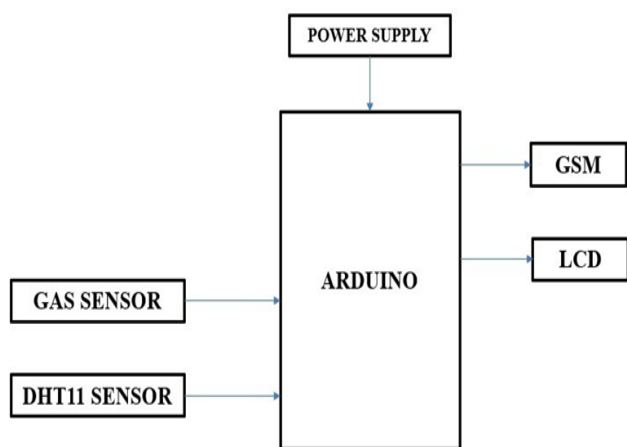 POWER SUPPLY
GSM
LCD
ARDUINO
GAS SENSOR
DHT11 SENSOR